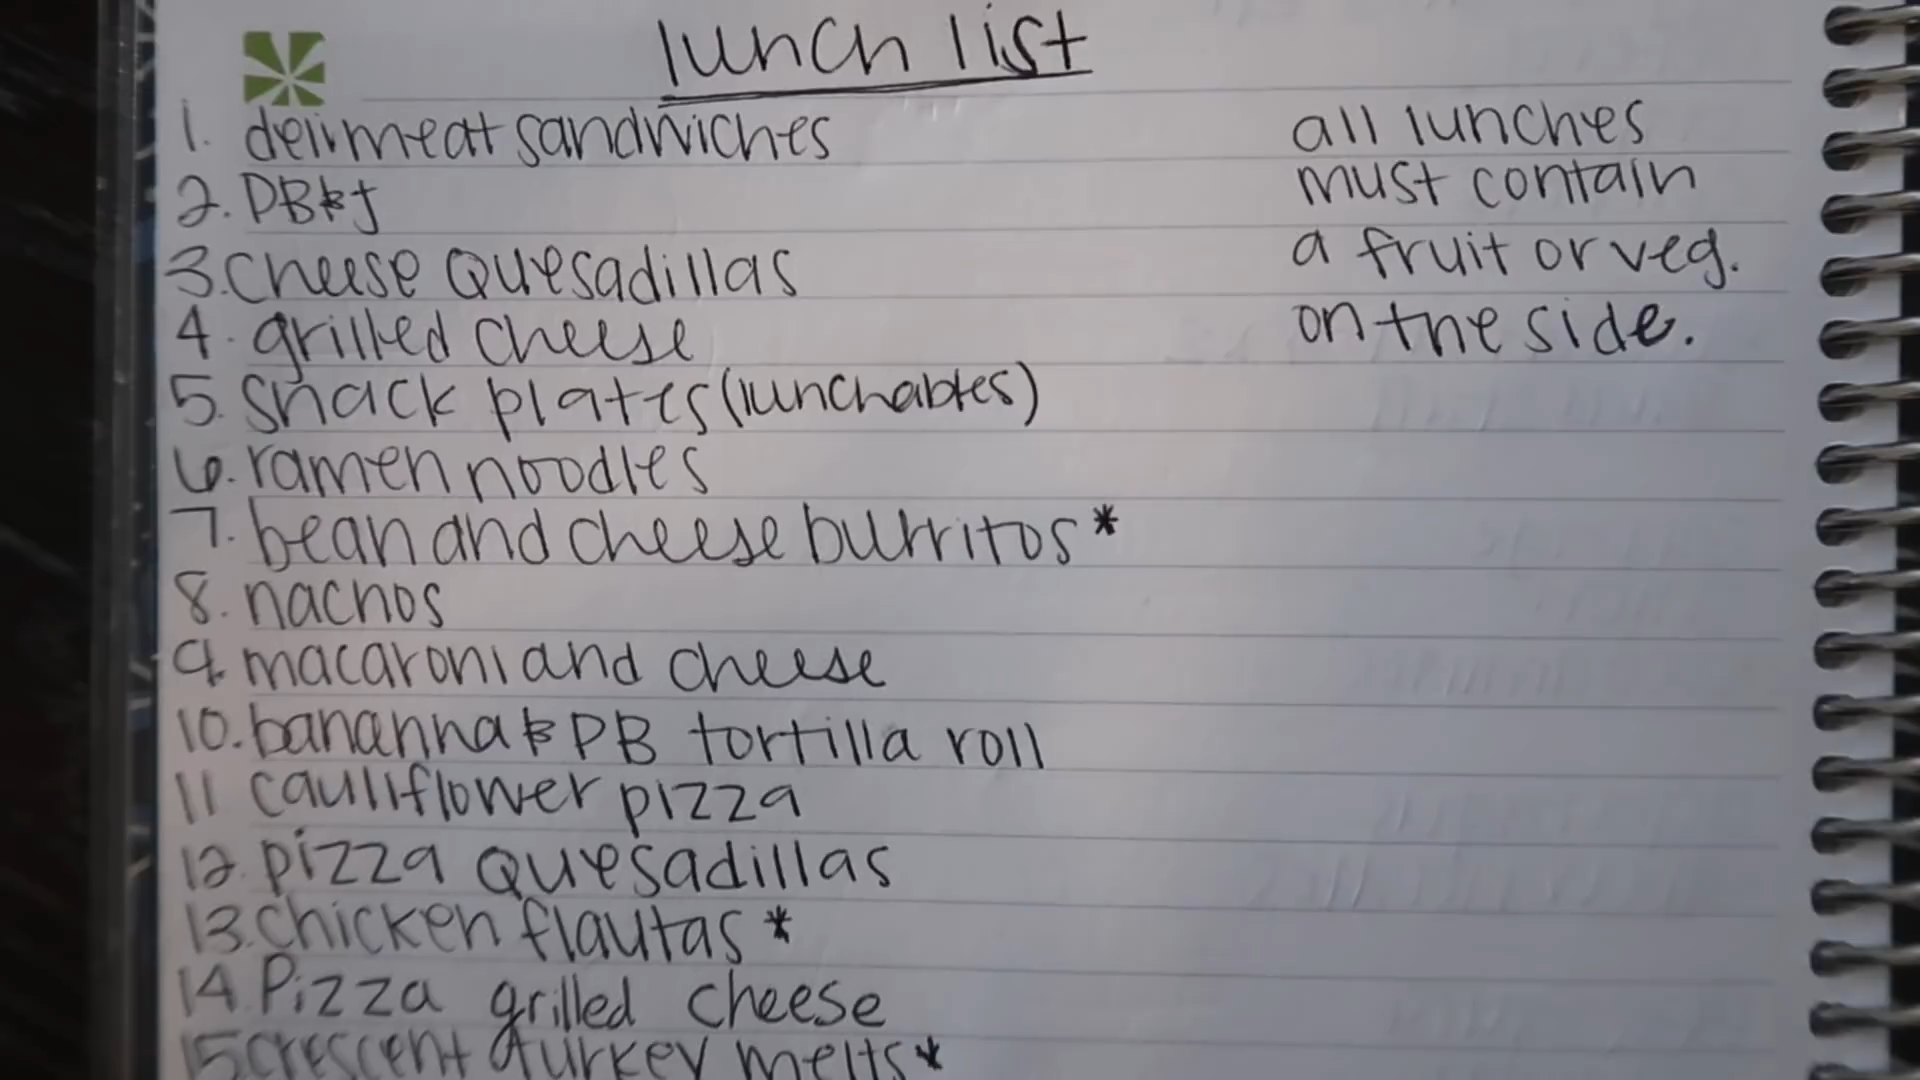 lunch list
1. deli meat sandwiches
2. PB&J
3. cheese quesadillas
4. grilled cheese
5. snack plates (lunchables)
6. ramen noodles
7. bean and cheese burritos *
8. nachos
9. macaroni and cheese
10. bananna & PB tortilla roll
11 cauliflower pizza
12. pizza quesadillas
13. chicken flautas *
14. Pizza grilled cheese
15. crescent turkey melts *
all lunches
must contain
a fruit or veg.
on the side.